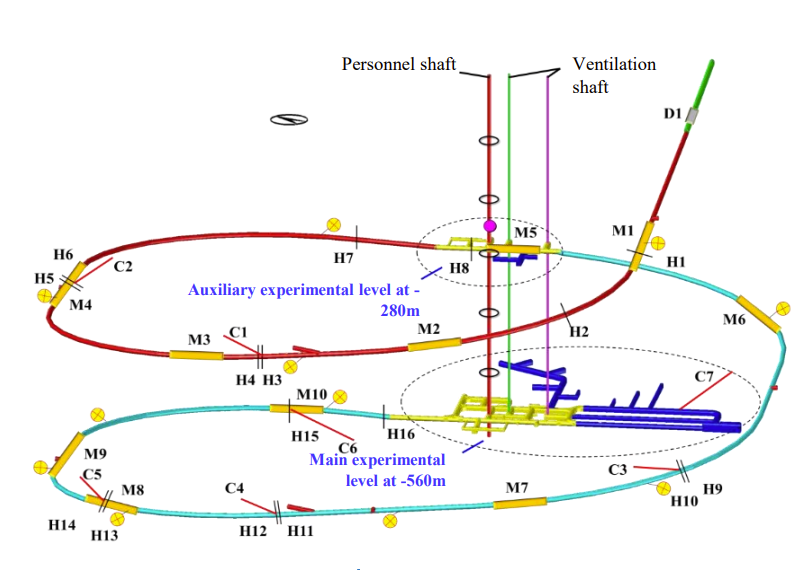 Personnel shaft
Ventilation
shaft
D1
M1
H1
M5
H8
H7
H6
C2
H5
M4
Auxiliary experimental level at -
280m
M6
H2
M2
M3
C1
H4 H3
C7
M10
H15
C6
H16
Main experimental
level at -560m
M9
C5
M8
H14
H13
C4
H12 H11
M7
C3
H9
H10